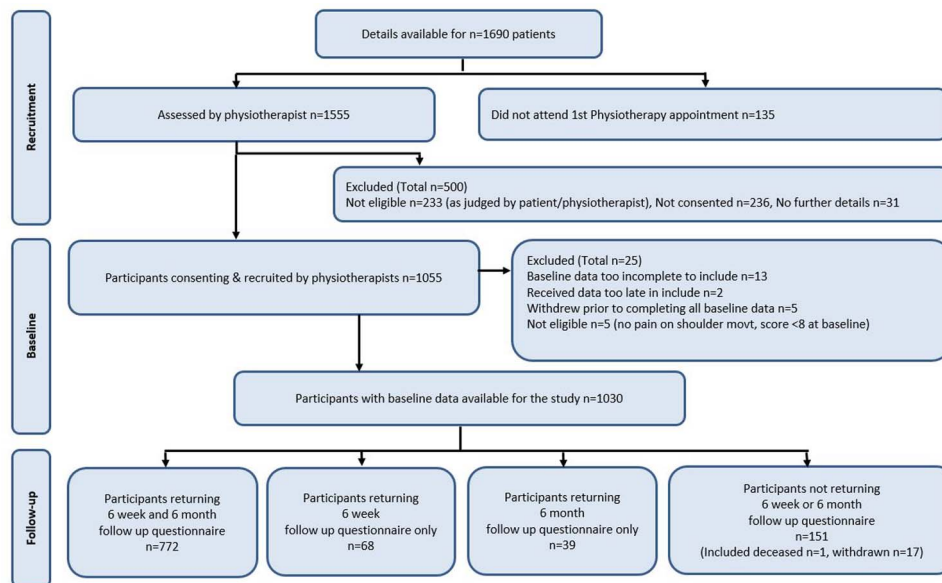 Recruitment
Details available for n=1690 patients
Assessed by physiotherapist n=1555
Did not attend 1st Physiotherapy appointment n=135
Excluded (Total n=500)
Not eligible n=233 (as judged by patient/physiotherapist), Not consented n=236, No further details n=31
Baseline
Participants consenting & recruited by physiotherapists n=1055
Excluded (Total n=25)
Baseline data too incomplete to include n=13
Received data too late in include n=2
Withdrew prior to completing all baseline data n=5
Not eligible n=5 (no pain on shoulder movt, score <8 at baseline)
Participants with baseline data available for the study n=1030
Follow-up
Participants returning
6 week and 6 month
follow up questionnaire
n=772
Participants returning
6 week
follow up questionnaire only
n=68
Participants returning
6 month
follow up questionnaire only
n=39
Participants not returning
6 week or 6 month
follow up questionnaire
n=151
(Included deceased n=1, withdrawn n=17)